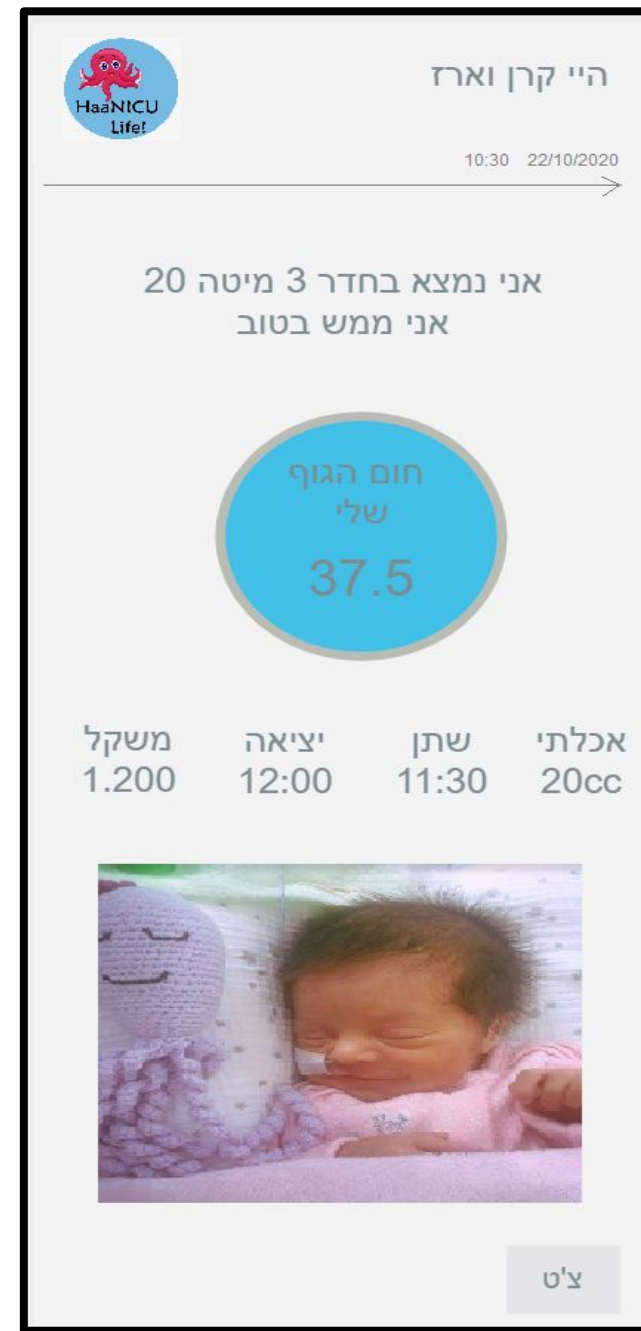 HaaNICU
Life!
היי קרן וארז
10:30 22/10/2020
אני נמצא בחדר 3 מיטה 20
אני ממש בטוב
חום הגוף
שלי
37.5
אכלתי שתן יציאה משקל
20cc 11:30 12:00 1.200
צ'ט